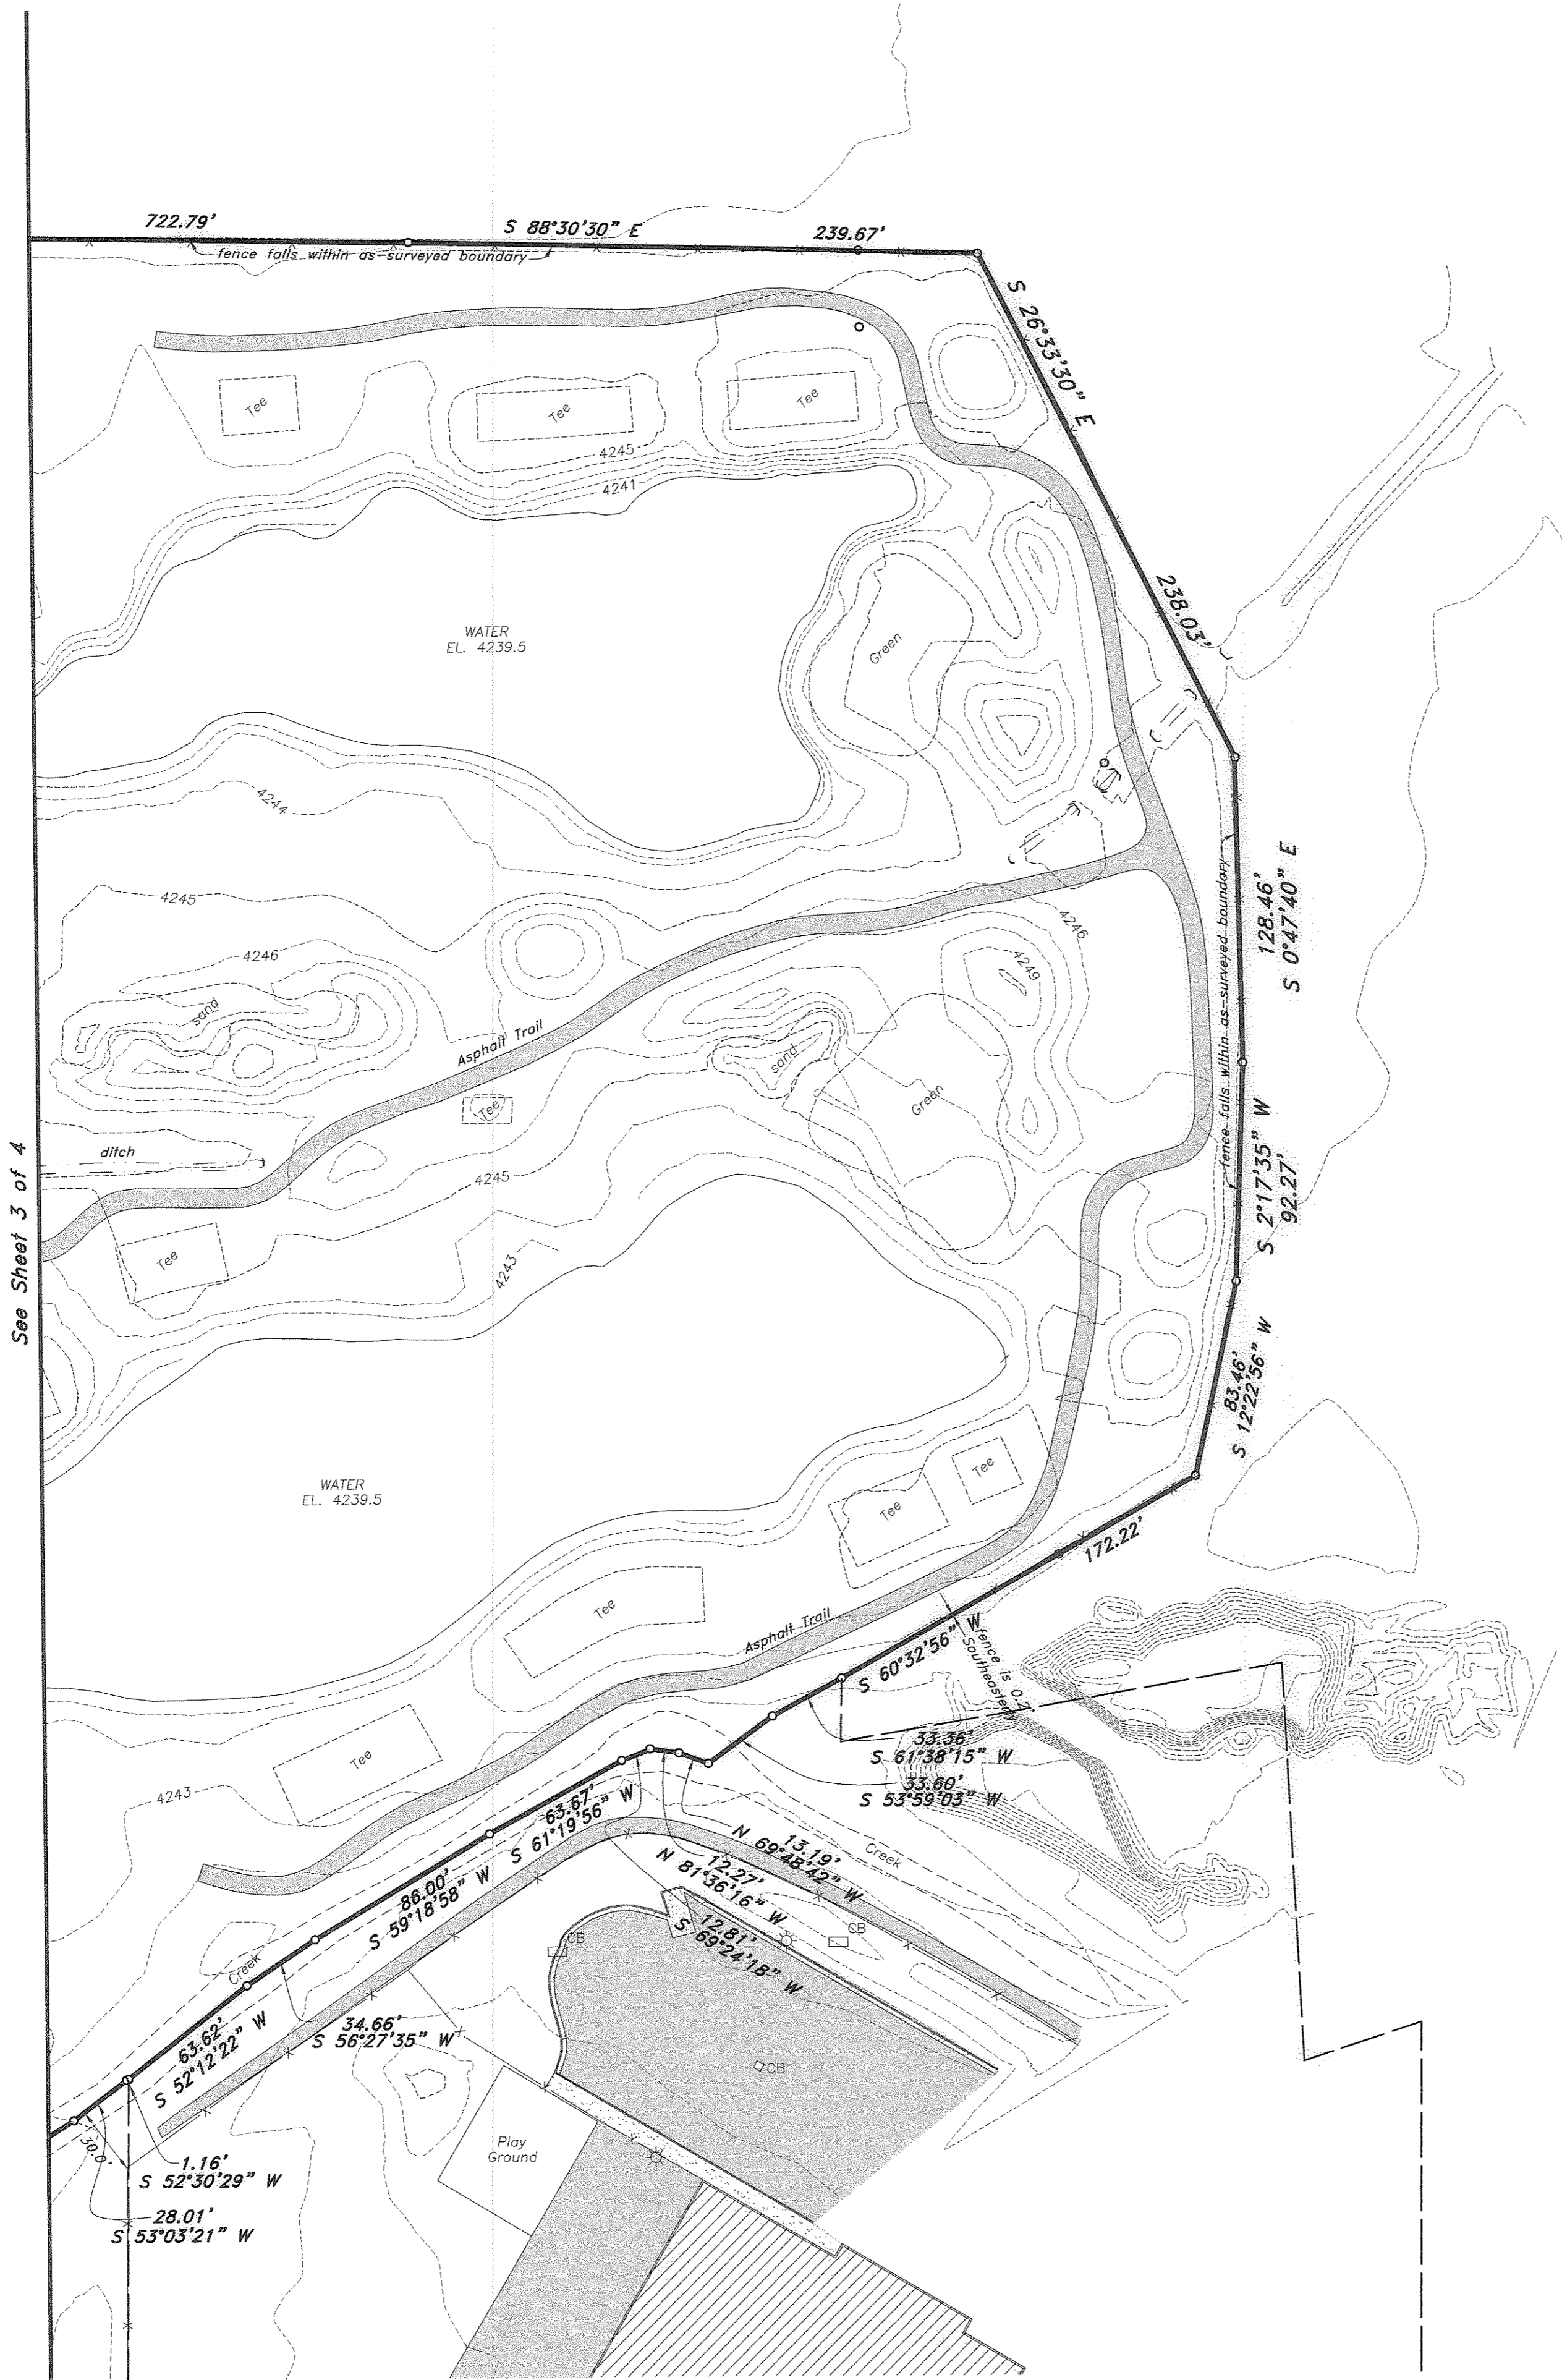 722.79'
S 88°30'30" E
239.67'
fence falls within as-surveyed boundary
S 26°33'30" E
Tee
Tee
Tee
4245
4241
238.03'
WATER
EL. 4239.5
Green
4244
fence falls within as-surveyed boundary
128.46'
S 0°47'40" E
4245
4246
4246
4249
sand
Asphalt Trail
sand
Green
Tee
S 2°17'35" W
92.27'
See Sheet 3 of 4
ditch
4245
Tee
4243
83.46'
S 12°22'56" W
WATER
EL. 4239.5
Tee
Tee
172.22'
Tee
Asphalt Trail
S 60°32'56" W
fence is 0.2'
Southeasterly
33.36'
S 61°38'15" W
Tee
33.60'
S 53°59'03" W
4243
63.67'
S 61°19'56" W
13.19'
N 69°48'42" W
Creek
12.27'
N 81°36'16" W
86.00'
S 59°18'58" W
12.81'
S 69°24'18" W
CB
CB
Creek
34.66'
S 56°27'35" W
63.62'
S 52°12'22" W
CB
30.0'
Play
Ground
1.16'
S 52°30'29" W
28.01'
S 53°03'21" W